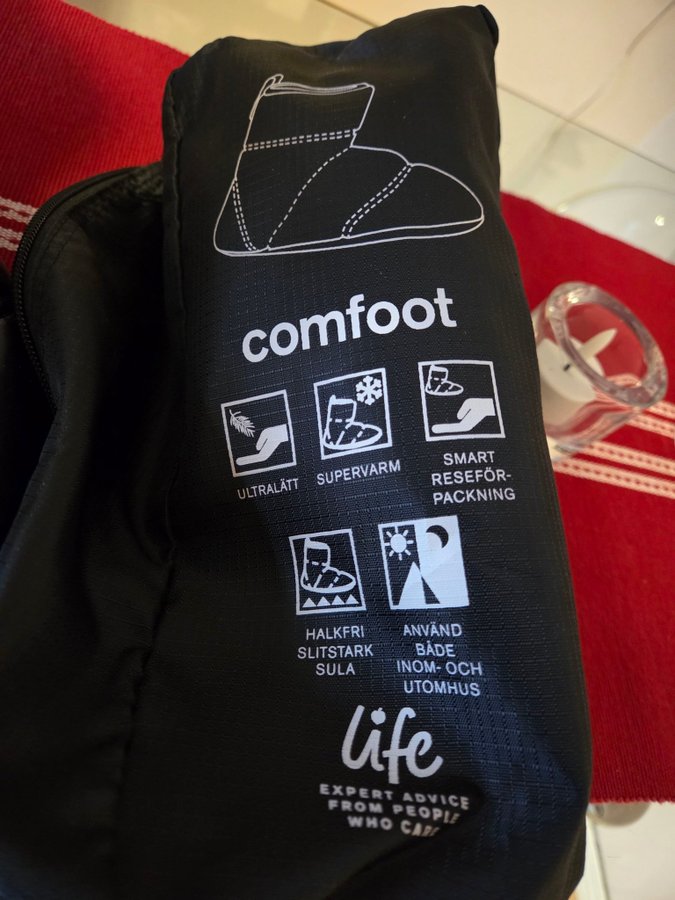 comfoot
ULTRALÄTT
SUPERVARM
SMART
RESEFÖR-
PACKNING
HALKFRI
SLITSTARK
SULA
ANVÄND
BÅDE
INOM- OCH
UTOMHUS
life
EXPERT ADVICE
FROM PEOPLE
WHO CARE